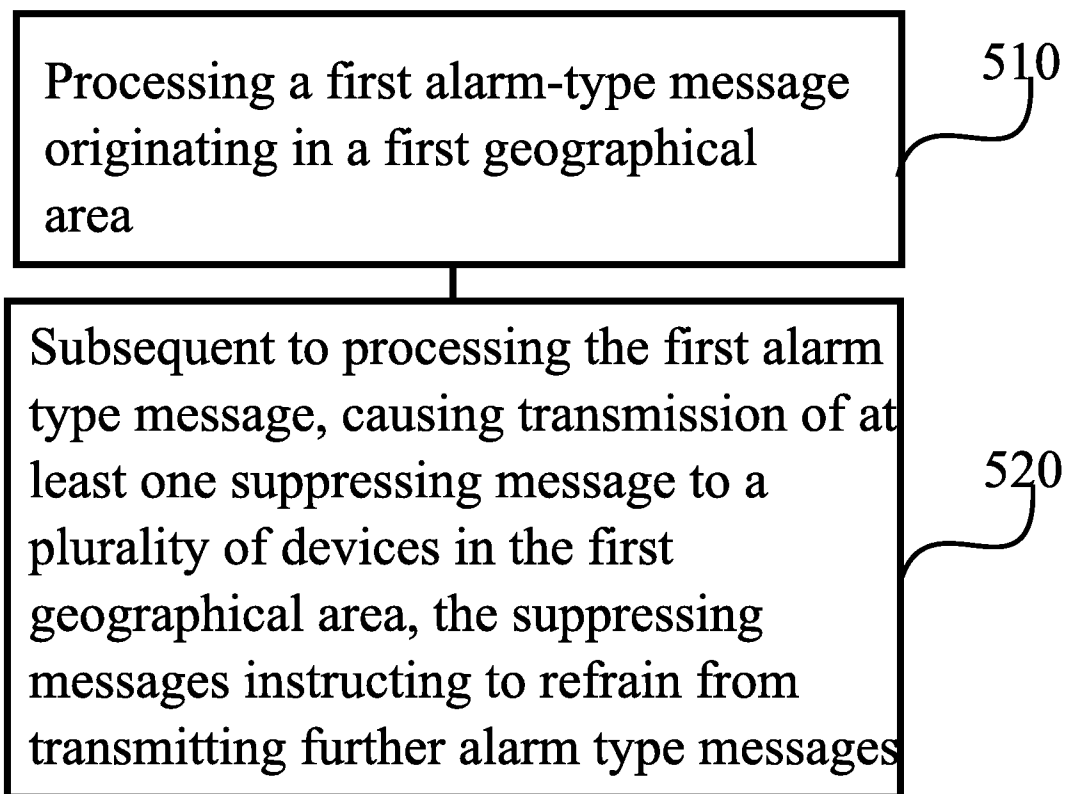 Processing a first alarm-type message
originating in a first geographical
area
510
Subsequent to processing the first alarm
type message, causing transmission of at
least one suppressing message to a
plurality of devices in the first
geographical area, the suppressing
messages instructing to refrain from
transmitting further alarm type messages
520